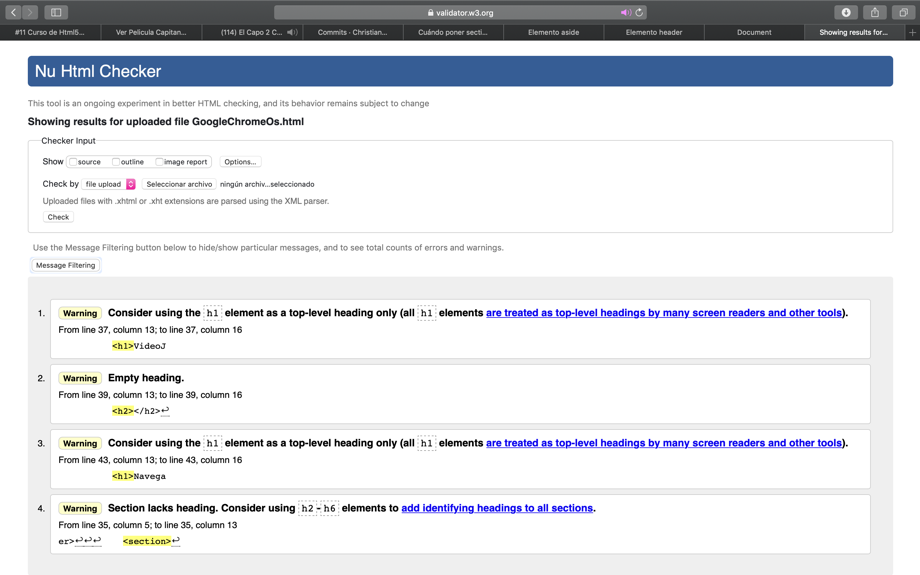 validator.w3.org
#11 Curso de Html5...
Ver Pelicula Capitan...
(114) El Capo 2 C...
Commits · Christian...
Cuándo poner secti...
Elemento aside
Elemento header
Document
Showing results for...
Nu Html Checker
This tool is an ongoing experiment in better HTML checking, and its behavior remains subject to change
Showing results for uploaded file GoogleChromeOs.html
Checker Input
Show source outline image report Options...
Check by file upload Seleccionar archivo ningún archiv...seleccionado
Uploaded files with .xhtml or .xht extensions are parsed using the XML parser.
Check
Use the Message Filtering button below to hide/show particular messages, and to see total counts of errors and warnings.
Message Filtering
1. Warning Consider using the h1 element as a top-level heading only (all h1 elements are treated as top-level headings by many screen readers and other tools).
From line 37, column 13; to line 37, column 16
<h1>VideoJ
2. Warning Empty heading.
From line 39, column 13; to line 39, column 16
<h2></h2>↩
3. Warning Consider using the h1 element as a top-level heading only (all h1 elements are treated as top-level headings by many screen readers and other tools).
From line 43, column 13; to line 43, column 16
<h1>Navega
4. Warning Section lacks heading. Consider using h2-h6 elements to add identifying headings to all sections.
From line 35, column 5; to line 35, column 13
er>↩↩↩ <section>↩